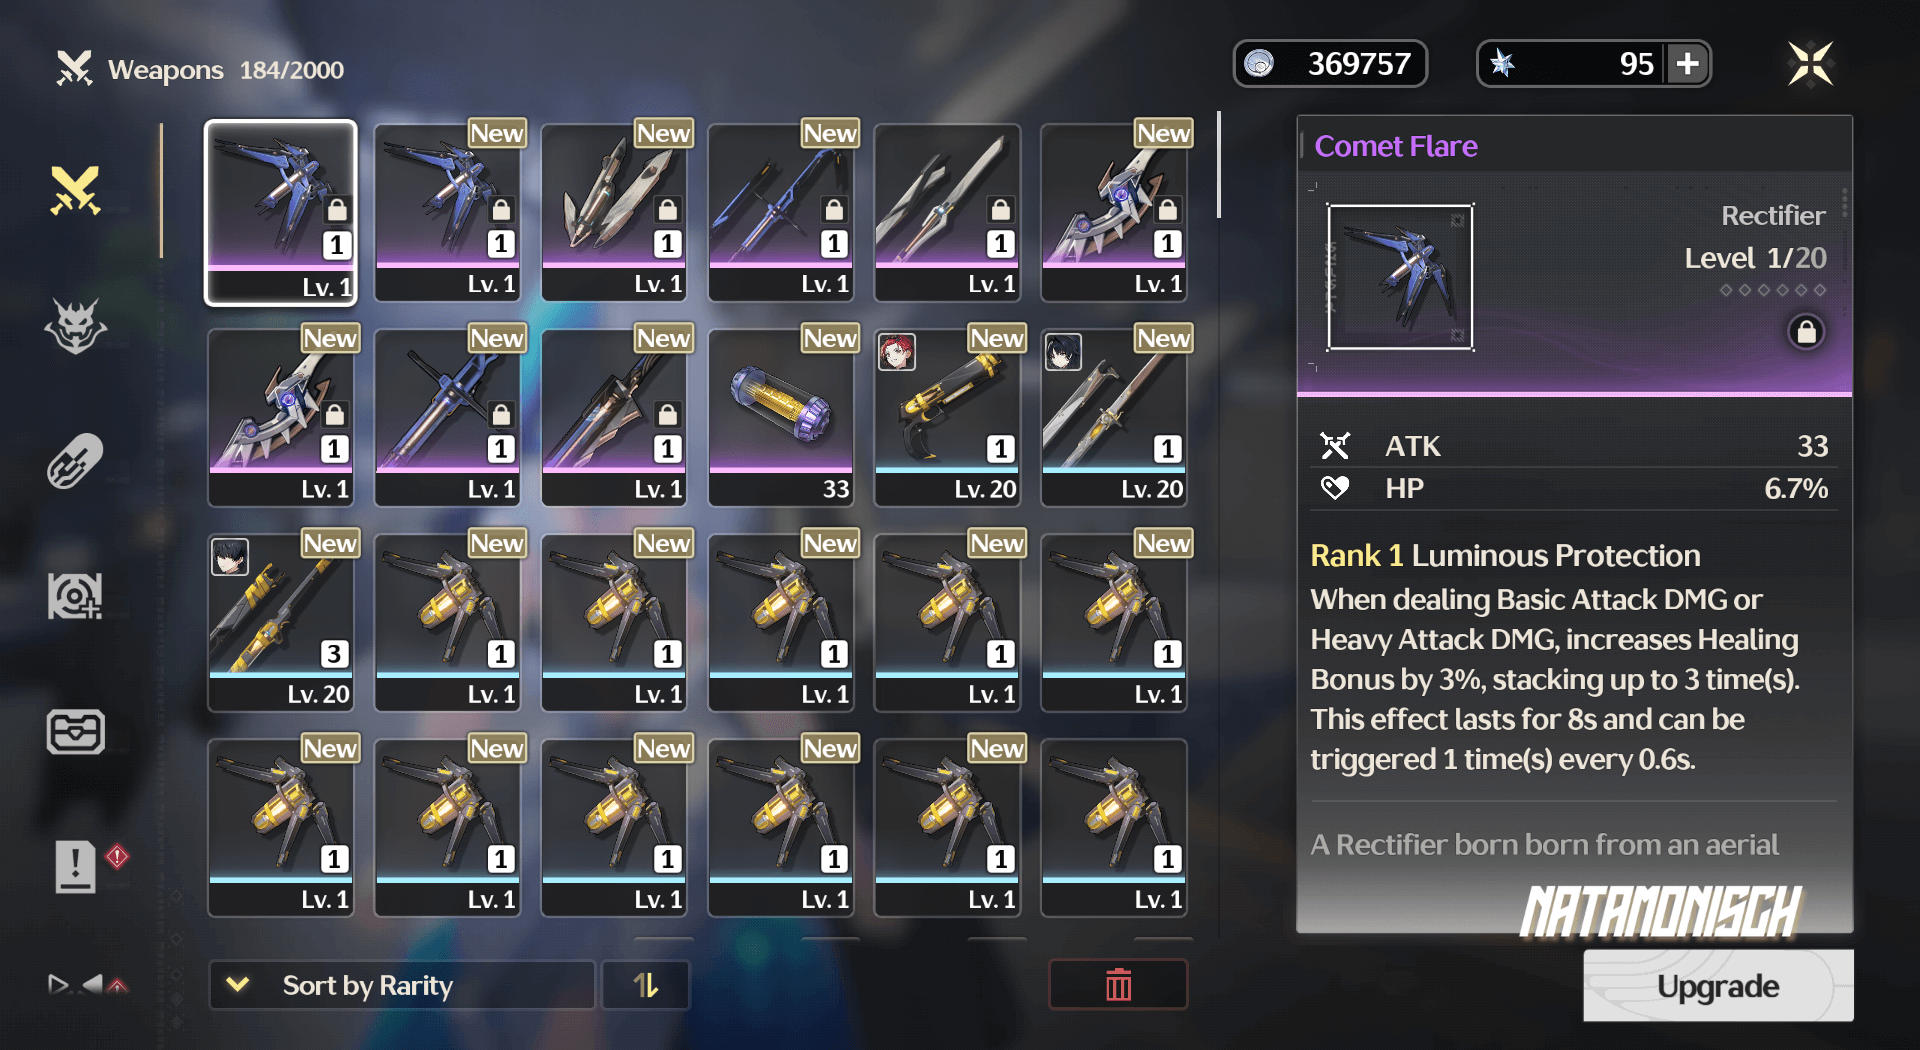 Weapons 184/2000
369757
95
New
New
New
New
1
1
1
1
1
1
Lv. 1
Lv. 1
Lv. 1
Lv. 1
Lv. 1
Lv. 1
New
New
New
New
New
New
1
1
1
1
1
Lv. 1
Lv. 1
Lv. 1
33
Lv. 20
Lv. 20
New
New
New
New
New
New
3
1
1
1
1
1
Lv. 20
Lv. 1
Lv. 1
Lv. 1
Lv. 1
Lv. 1
New
New
New
New
New
1
1
1
1
1
1
Lv. 1
Lv. 1
Lv. 1
Lv. 1
Lv. 1
Lv. 1
Sort by Rarity
Comet Flare
Rectifier
Level 1/20
ATK 33
HP 6.7%
Rank 1 Luminous Protection
When dealing Basic Attack DMG or
Heavy Attack DMG, increases Healing
Bonus by 3%, stacking up to 3 time(s).
This effect lasts for 8s and can be
triggered 1 time(s) every 0.6s.
A Rectifier born born from an aerial
NATAMONISCH
Upgrade